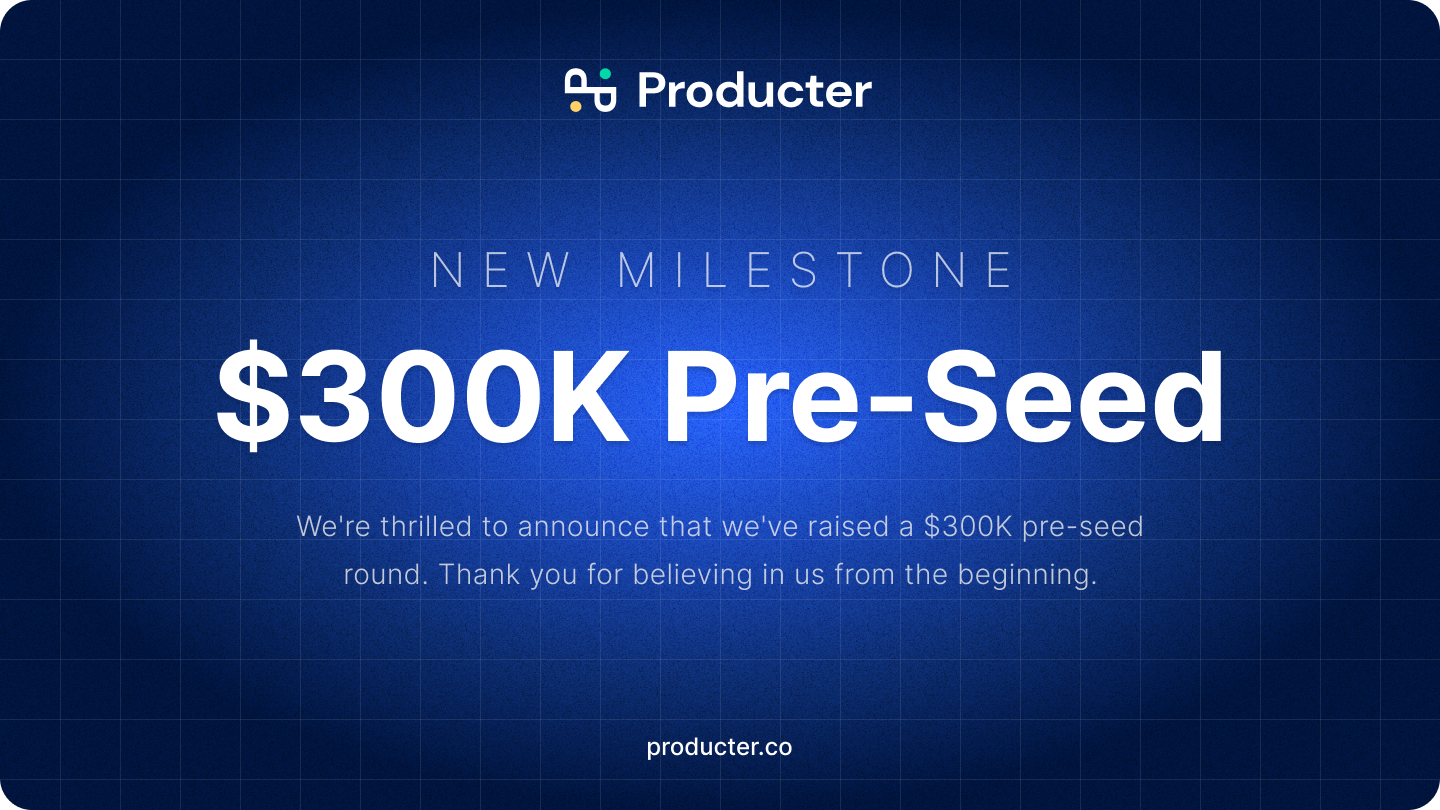 Producter
NEW MILESTONE
$300K Pre-Seed
We're thrilled to announce that we've raised a $300K pre-seed
round. Thank you for believing in us from the beginning.
producter.co